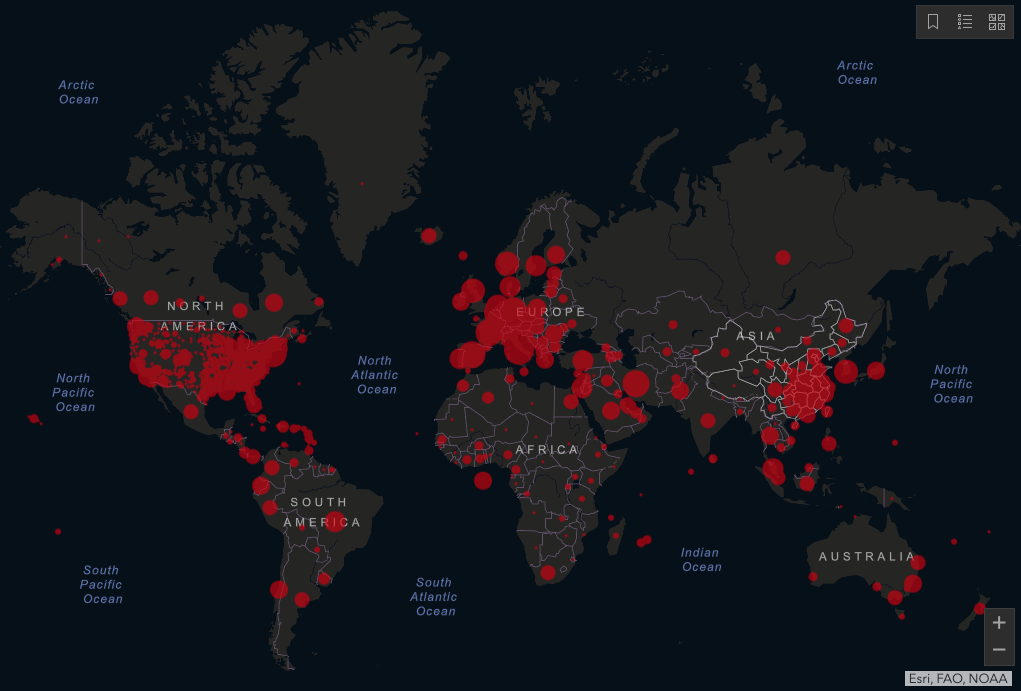 Arctic
Ocean
Arctic
Ocean
NORTH
AMERICA
EUROPE
ASIA
North
Pacific
Ocean
North
Atlantic
Ocean
North
Pacific
Ocean
AFRICA
SOUTH
AMERICA
Indian
Ocean
AUSTRALIA
South
Pacific
Ocean
South
Atlantic
Ocean
+
−
Esri, FAO, NOAA